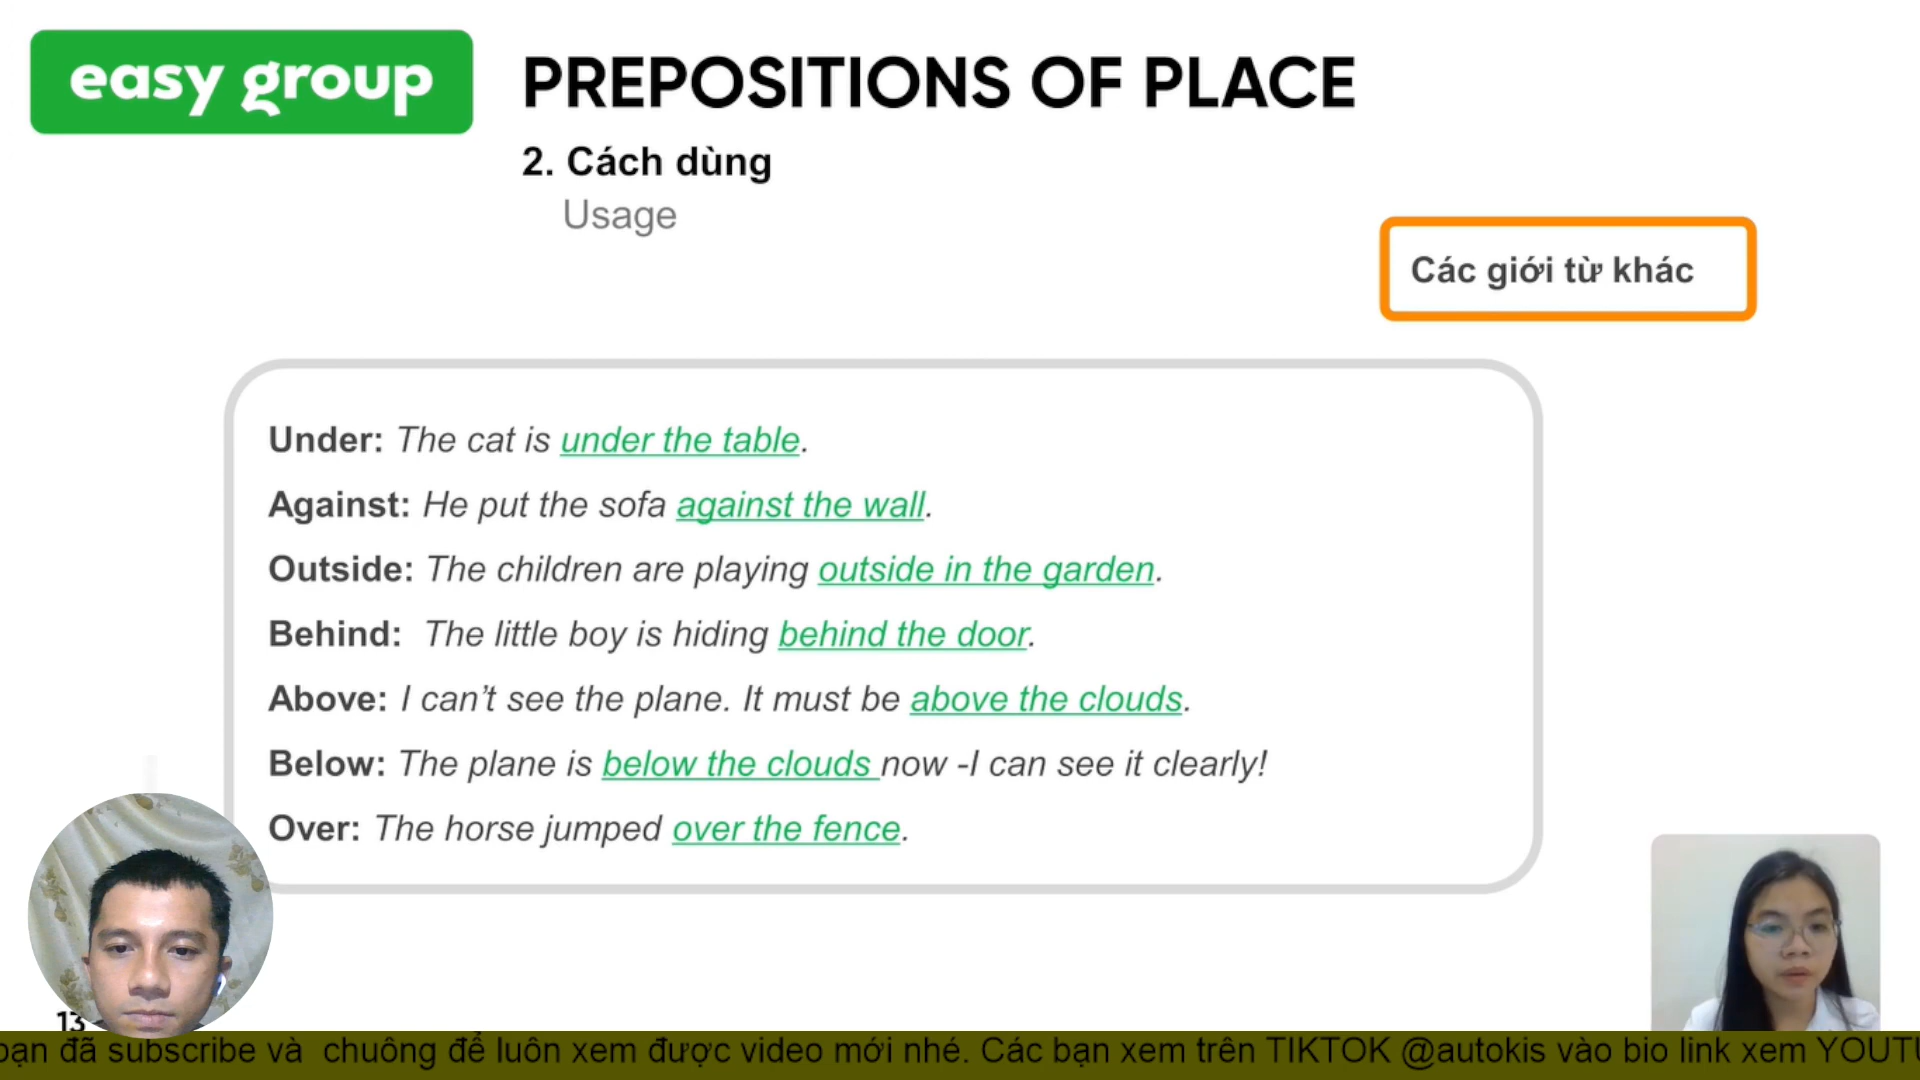 easy group
PREPOSITIONS OF PLACE
2. Cách dùng
Usage
Các giới từ khác
Under: The cat is under the table.
Against: He put the sofa against the wall.
Outside: The children are playing outside in the garden.
Behind: The little boy is hiding behind the door.
Above: I can’t see the plane. It must be above the clouds.
Below: The plane is below the clouds now -I can see it clearly!
Over: The horse jumped over the fence.
13
đã subscribe và chuông để luôn xem được video mới nhé. Các bạn xem trên TIKTOK @autokis vào bio link xem